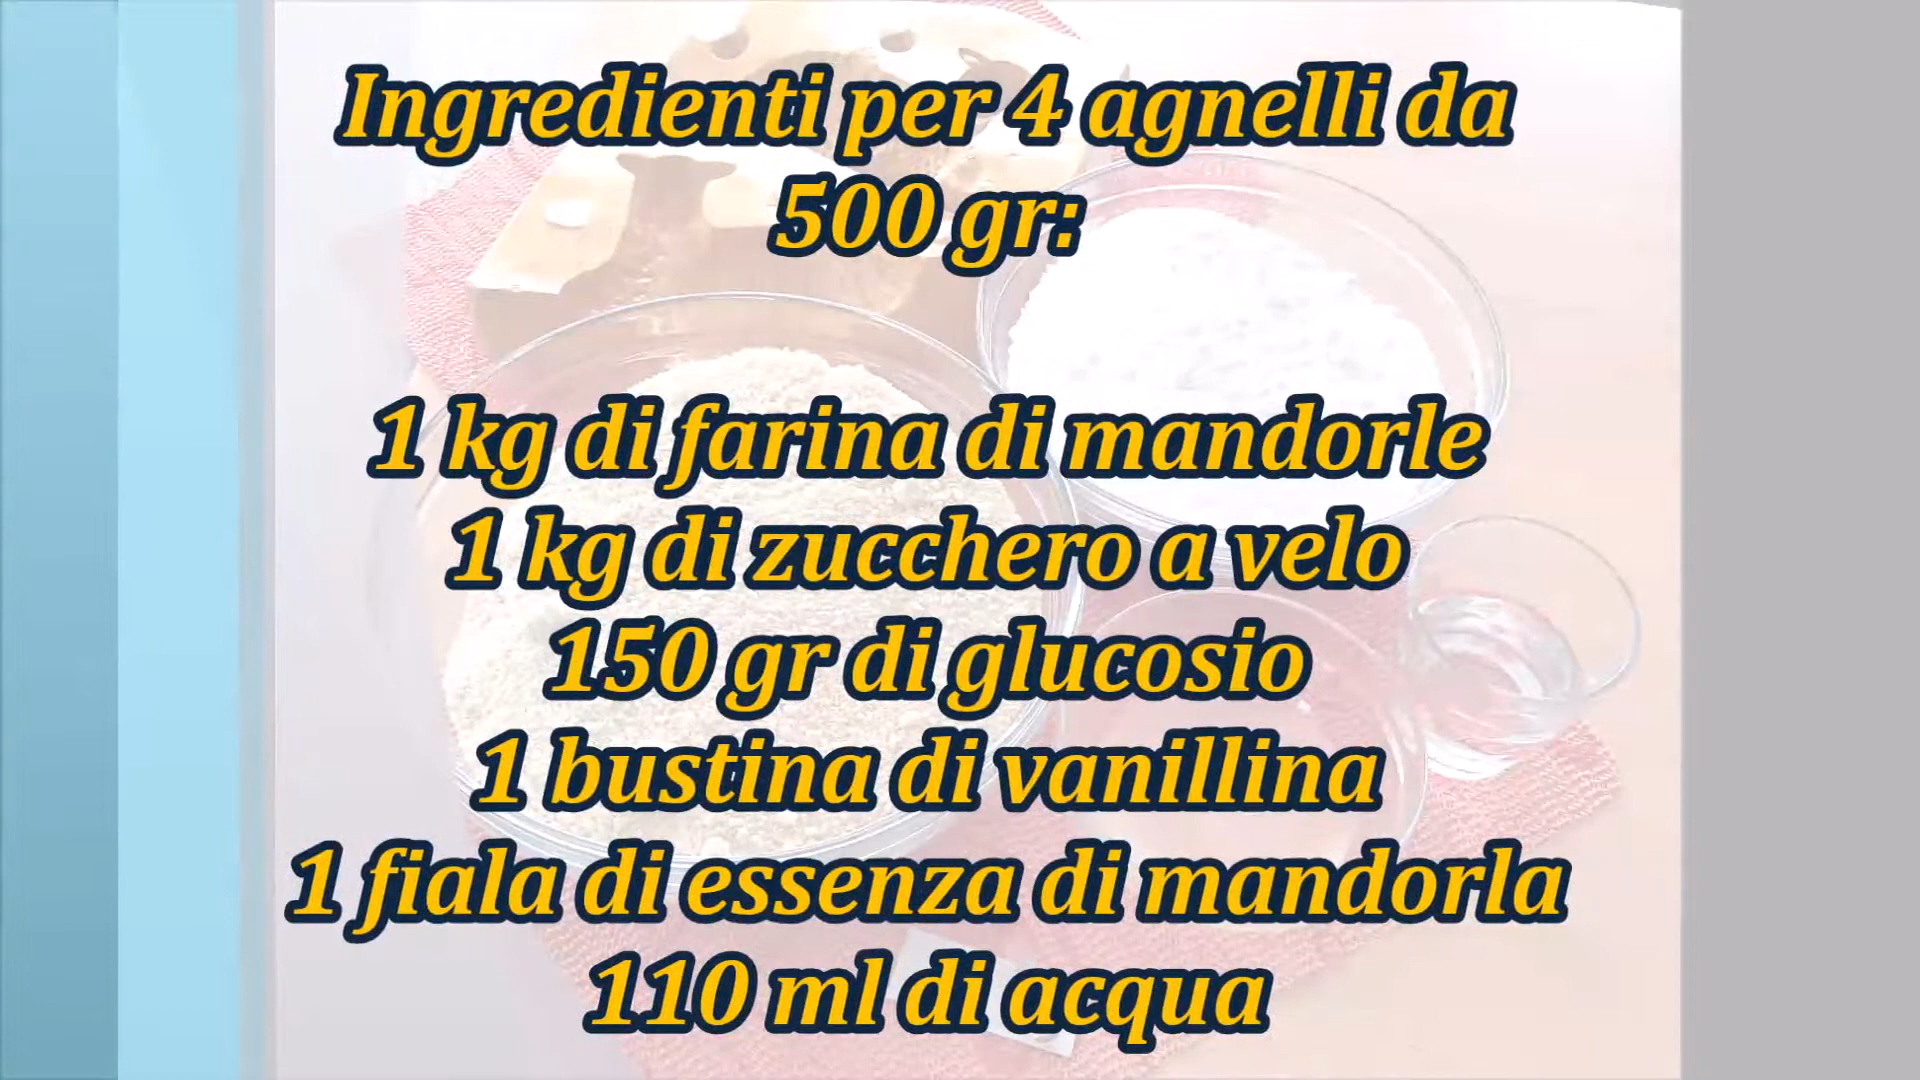 Ingredienti per 4 agnelli da
500 gr:
1 kg di farina di mandorle
1 kg di zucchero a velo
150 gr di glucosio
1 bustina di vanillina
1 fiala di essenza di mandorla
110 ml di acqua